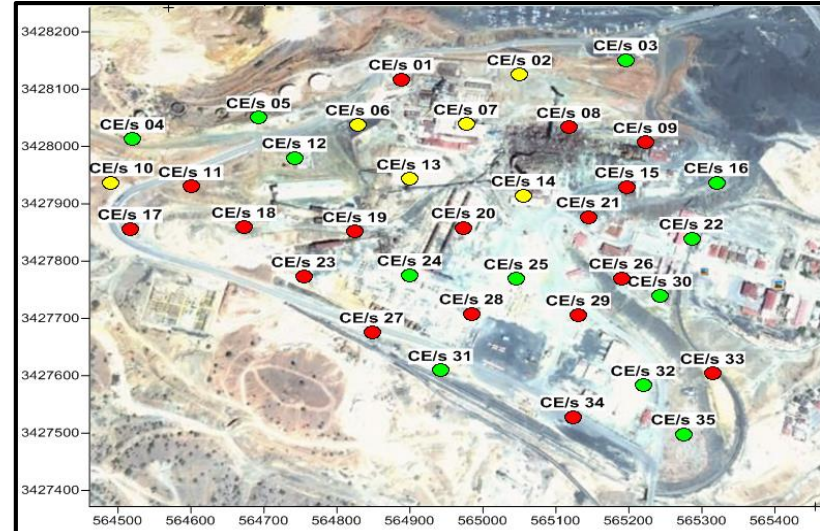 3428200
3428100
3428000
3427900
3427800
3427700
3427600
3427500
3427400
CE/s 01
CE/s 02
CE/s 03
CE/s 04
CE/s 05
CE/s 06
CE/s 07
CE/s 08
CE/s 09
CE/s 10
CE/s 11
CE/s 12
CE/s 13
CE/s 14
CE/s 15
CE/s 16
CE/s 17
CE/s 18
CE/s 19
CE/s 20
CE/s 21
CE/s 22
CE/s 23
CE/s 24
CE/s 25
CE/s 26
CE/s 27
CE/s 28
CE/s 29
CE/s 30
CE/s 31
CE/s 32
CE/s 33
CE/s 34
CE/s 35
564500 564600 564700 564800 564900 565000 565100 565200 565300 565400